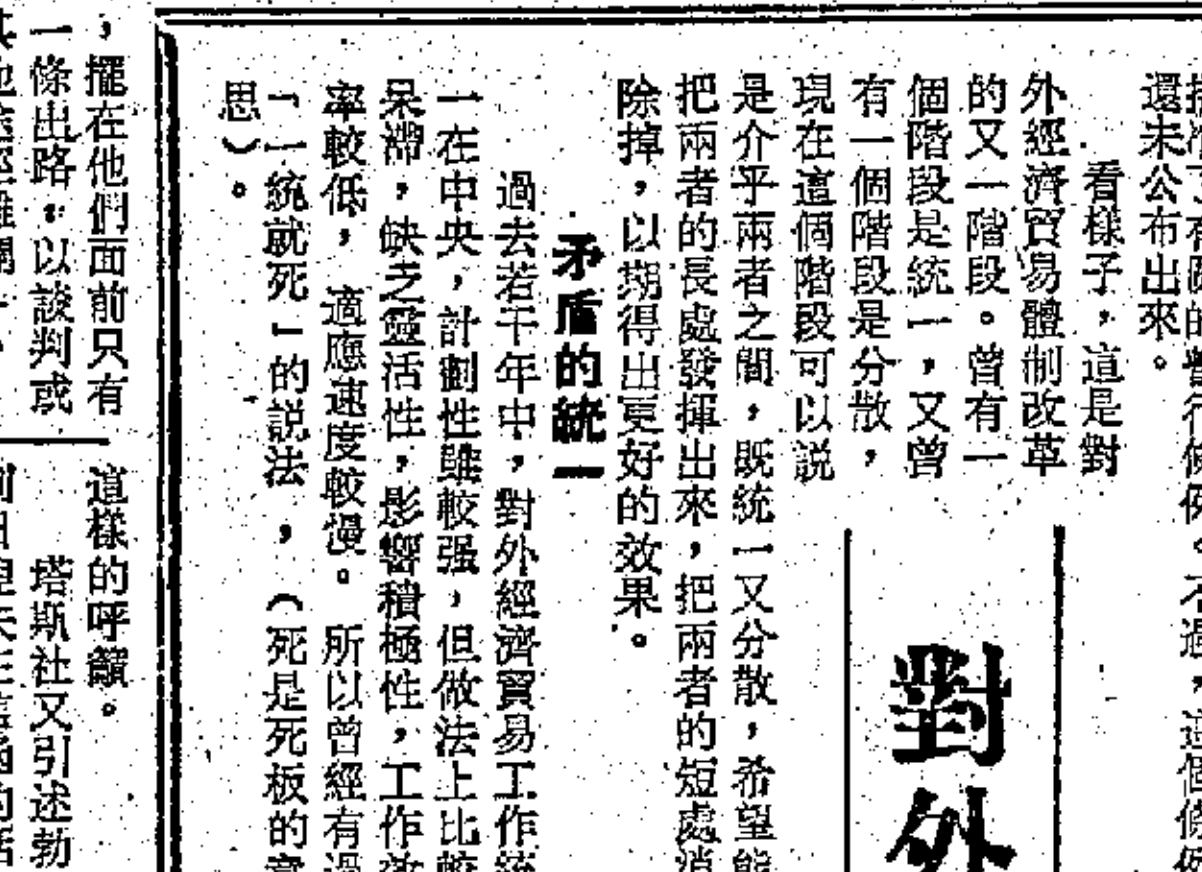 還未公布出來。
看樣子，這是對
外經濟貿易體制改革
的又一階段。曾有一
個階段是統一，又曾
有一個階段是分散，
現在這個階段可以説
是介乎兩者之間，既統一又分散，希望能
把兩者的長處發揮出來，把兩者的短處消
除掉，以期得出更好的效果。
對外
矛盾的統一
過去若干年中，對外經濟貿易工作統
一在中央，計劃性雖較强，但做法上比較
呆滯，缺乏靈活性，影響積極性，工作效
率較低，適應速度較慢。所以曾經有過
「一統就死」的説法，（死是死板的意
思）。
，擺在他們面前只有
一條出路：以談判或
這樣的呼籲。
塔斯社又引述勃